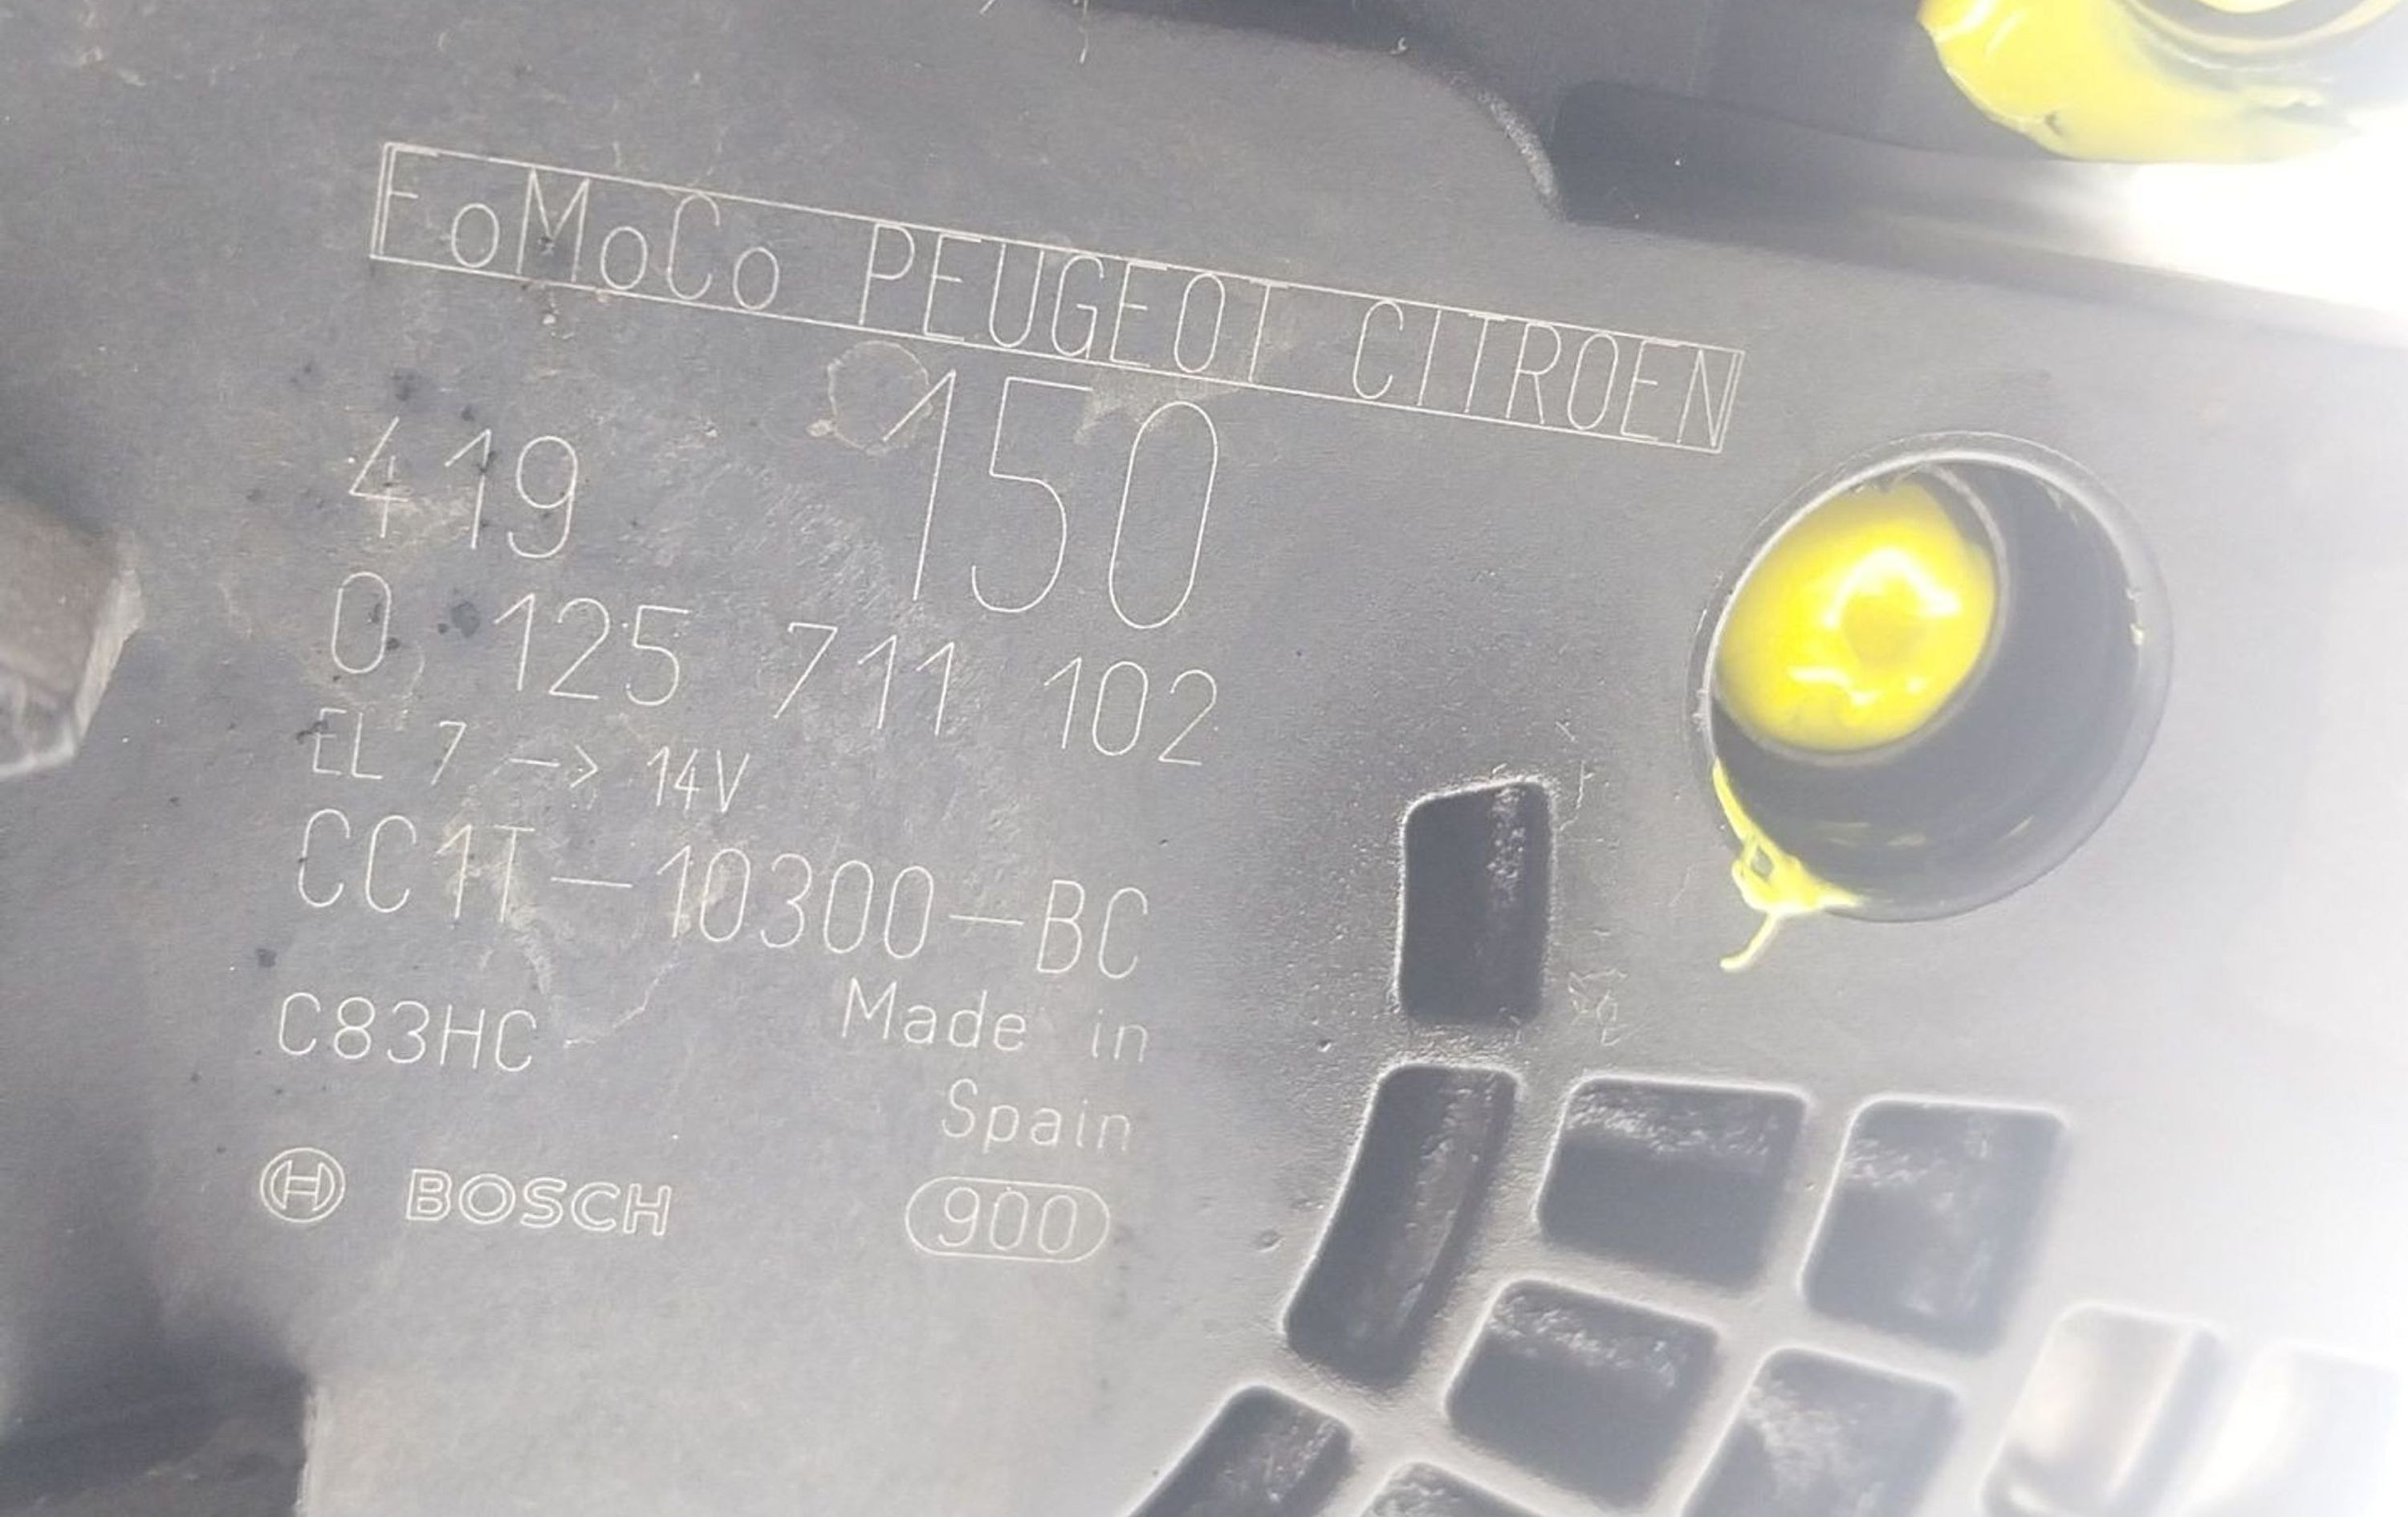 FoMoCo PEUGEOT CITROEN
419 150
0 125 711 102
EL 7 –> 14V
CC1T–10300–BC
C83HC Made in
Spain
BOSCH 900